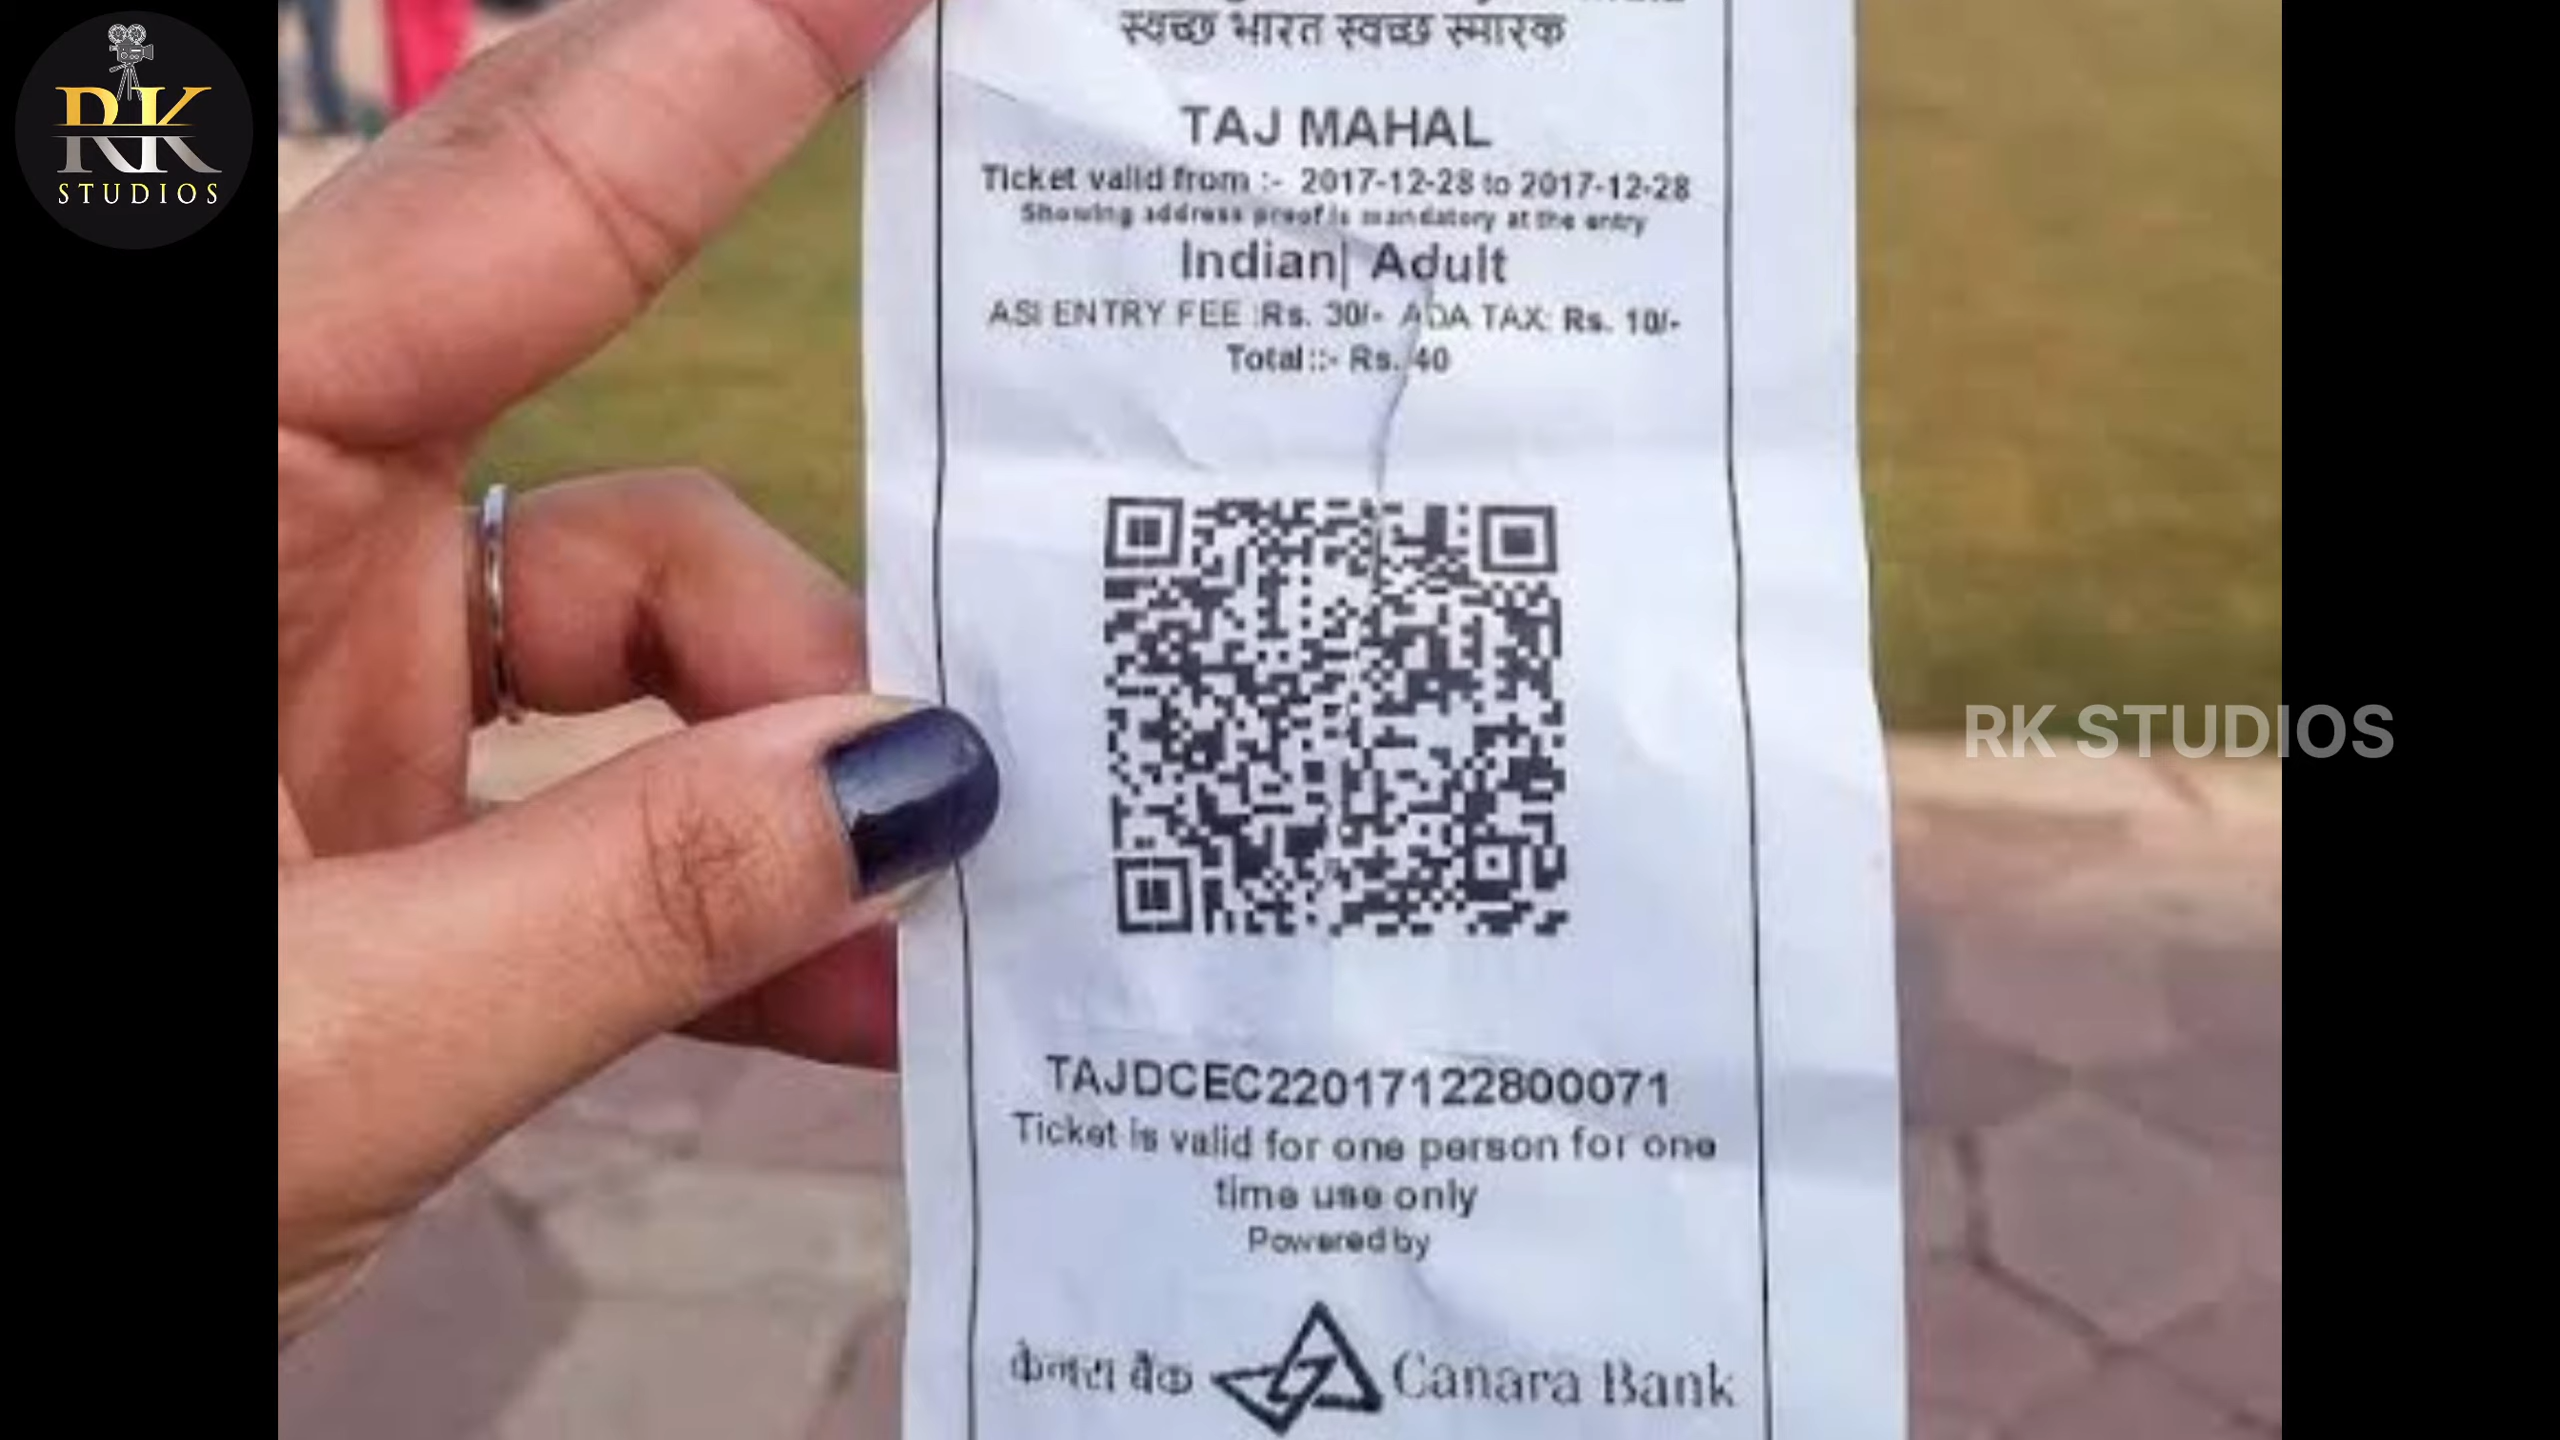 RK
STUDIOS
स्वच्छ भारत स्वच्छ स्मारक
TAJ MAHAL
Ticket valid from :- 2017-12-28 to 2017-12-28
Showing address proof is mandatory at the entry
Indian| Adult
ASI ENTRY FEE :Rs. 30/- ADA TAX: Rs. 10/-
Total ::- Rs. 40
RK STUDIOS
TAJDCEC22017122800071
Ticket is valid for one person for one
time use only
Powered by
केनरा बैंक Canara Bank